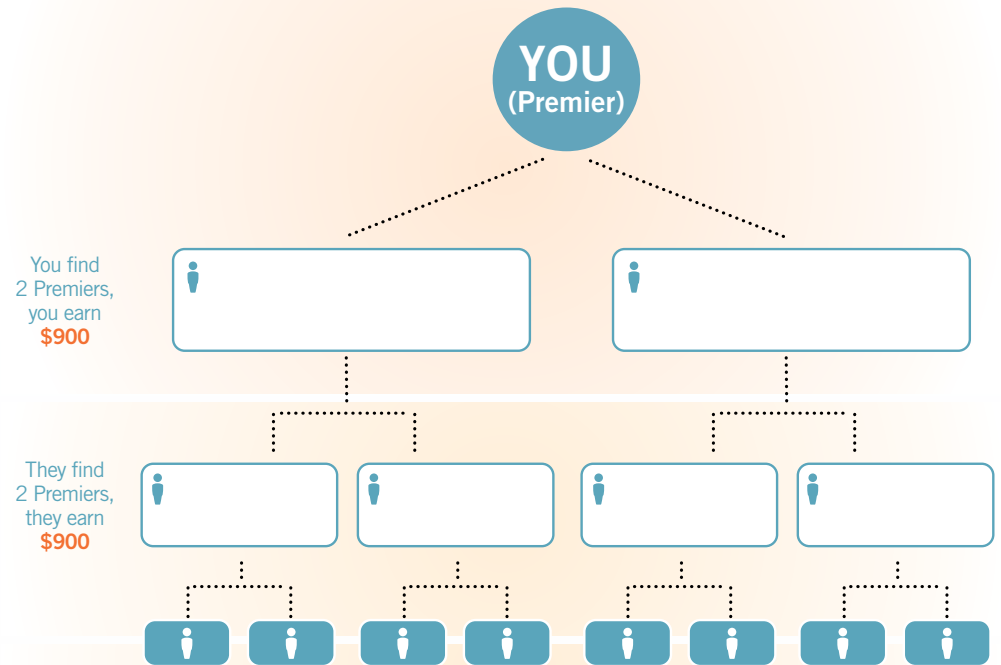 YOU
(Premier)
You find
2 Premiers,
you earn
$900
They find
2 Premiers,
they earn
$900